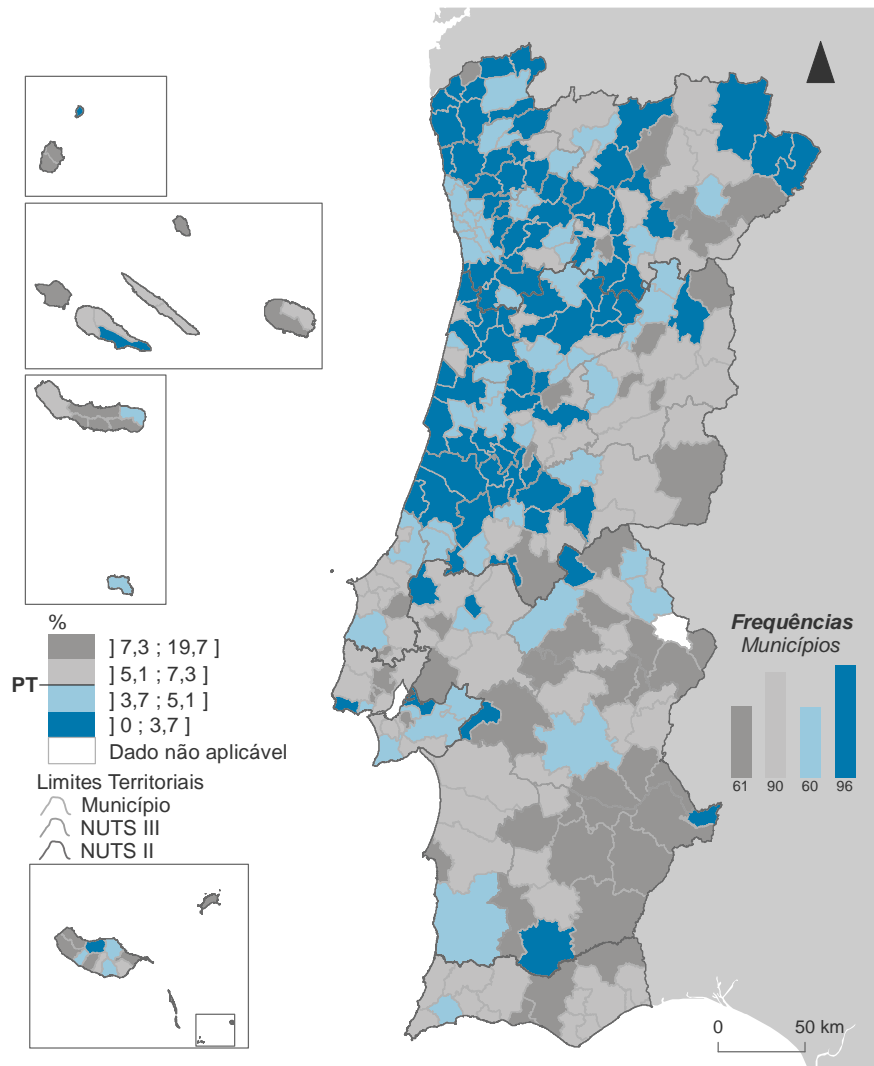 %
] 7,3 ; 19,7 ]
] 5,1 ; 7,3 ]
PT
] 3,7 ; 5,1 ]
] 0 ; 3,7 ]
Dado não aplicável
Limites Territoriais
Município
NUTS III
NUTS II
Frequências
Municípios
61 90 60 96
0 50 km